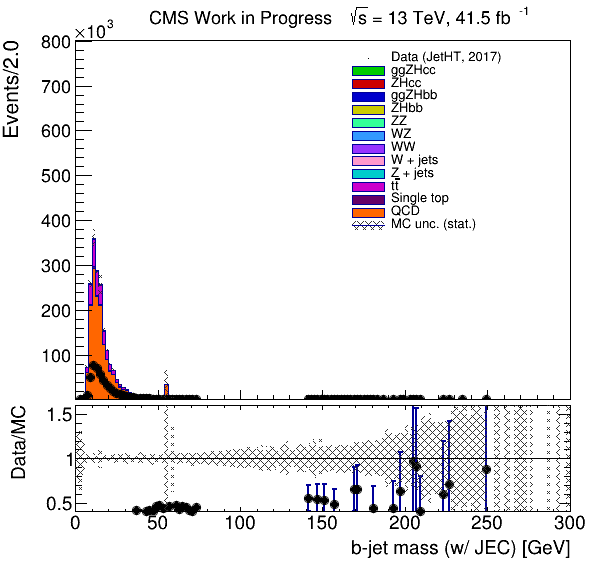 CMS Work in Progress √s = 13 TeV, 41.5 fb⁻¹
×10³
Events/2.0
800
700
600
500
400
300
200
100
Data (JetHT, 2017)
ggZHcc
ZHcc
ggZHbb
ZHbb
ZZ
WZ
WW
W + jets
Z + jets
tt̄
Single top
QCD
MC unc. (stat.)
Data/MC
1.5
1
0.5
0 50 100 150 200 250 300
b-jet mass (w/ JEC) [GeV]